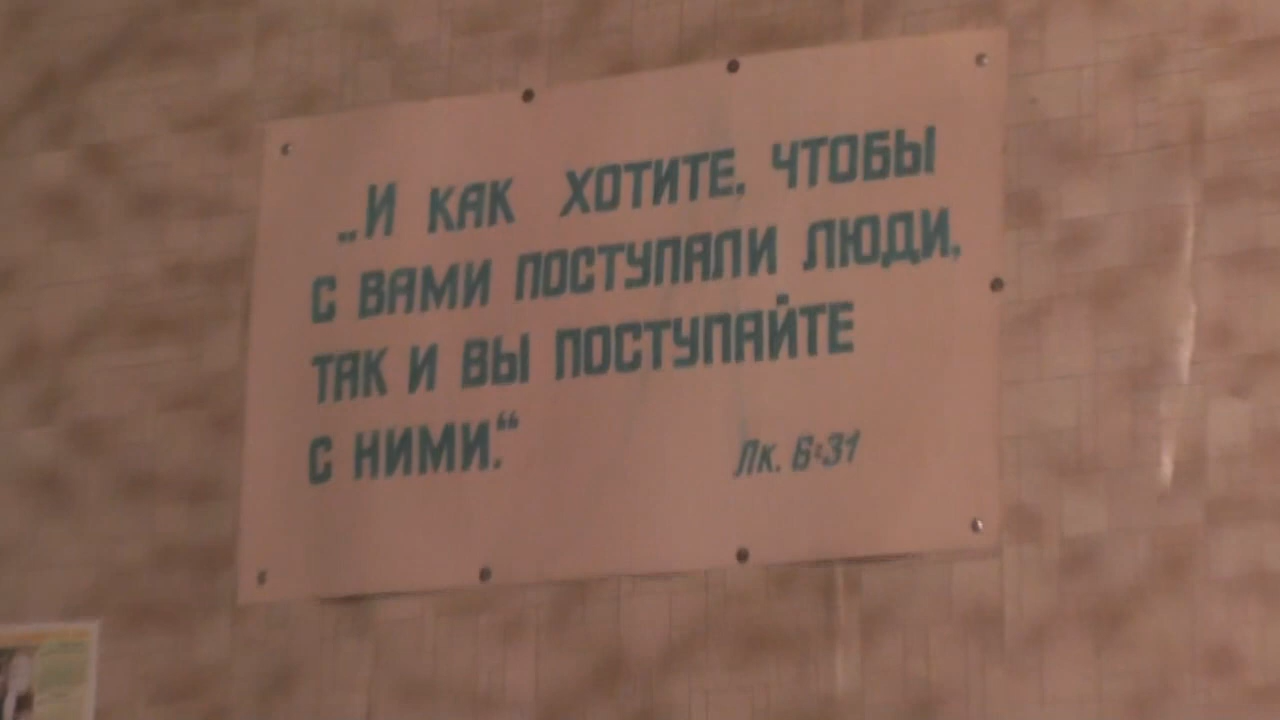 „И КАК ХОТИТЕ, ЧТОБЫ
С ВАМИ ПОСТУПАЛИ ЛЮДИ,
ТАК И ВЫ ПОСТУПАЙТЕ
С НИМИ.“
Лк. 6:31